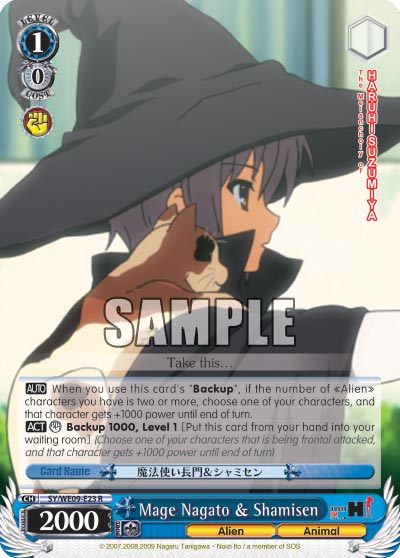 LEVEL
1
0
COST
The Melancholy of
HARUHI SUZUMIYA
SAMPLE
Take this…
AUTO When you use this card's "Backup", if the number of «Alien»
characters you have is two or more, choose one of your characters, and
that character gets +1000 power until end of turn.
ACT Backup 1000, Level 1 [Put this card from your hand into your
waiting room] (Choose one of your characters that is being frontal attacked,
and that character gets +1000 power until end of turn)
Card Name 魔法使い長門&シャミセン
CH SY/WE09-E23 R
2000
Mage Nagato & Shamisen
Alien Animal
© 2007,2008,2009 Nagaru Tanigawa • Noizi Ito / a member of SOS